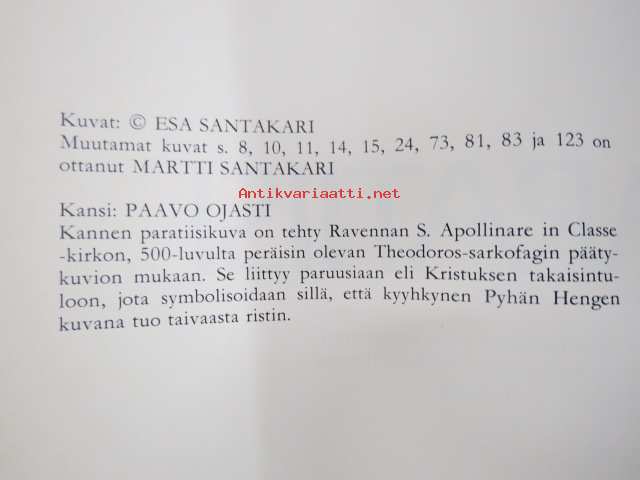 Kuvat: © ESA SANTAKARI
Muutamat kuvat s. 8, 10, 11, 14, 15, 24, 73, 81, 83 ja 123 on
ottanut MARTTI SANTAKARI
Antikvariaatti.net
Kansi: PAAVO OJASTI
Kannen paratiisikuva on tehty Ravennan S. Apollinare in Classe
-kirkon, 500-luvulta peräisin olevan Theodoros-sarkofagin pääty-
kuvion mukaan. Se liittyy paruusiaan eli Kristuksen takaisintu-
loon, jota symbolisoidaan sillä, että kyyhkynen Pyhän Hengen
kuvana tuo taivaasta ristin.